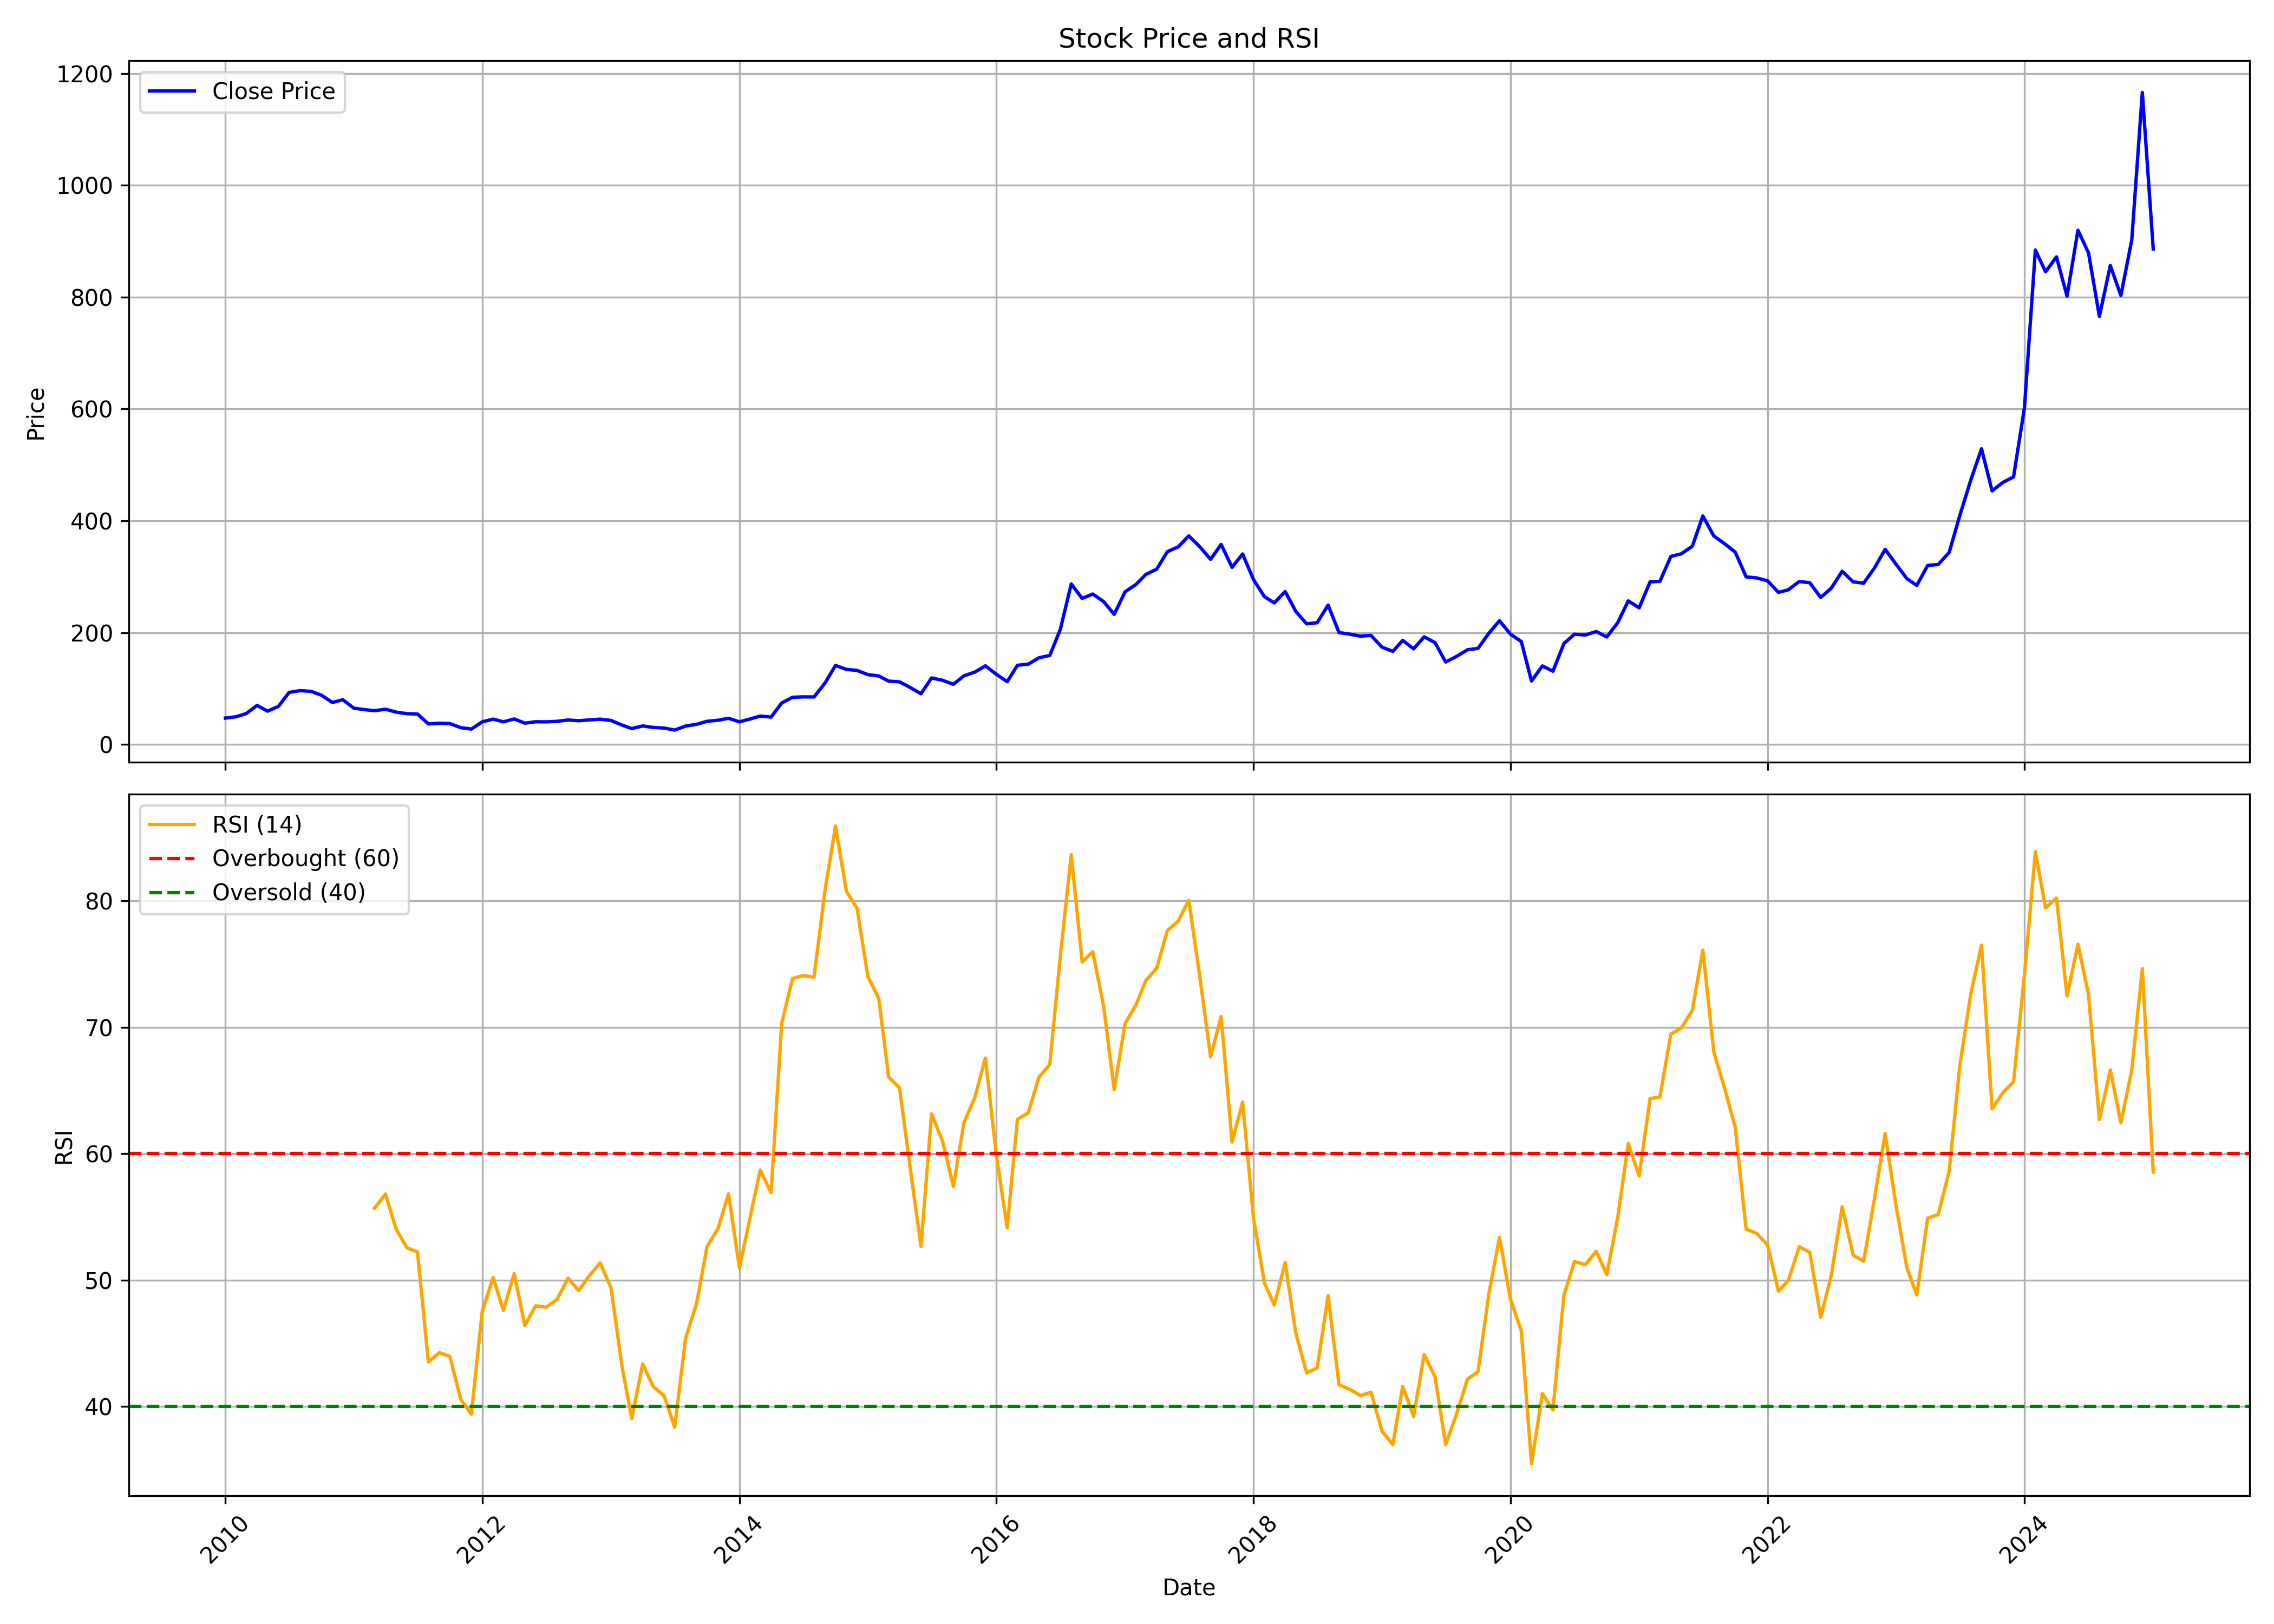 Stock Price and RSI
Close Price
1200
1000
800
600
400
200
0
Price
RSI (14)
Overbought (60)
Oversold (40)
80
70
60
50
40
RSI
2010
2012
2014
2016
2018
2020
2022
2024
Date